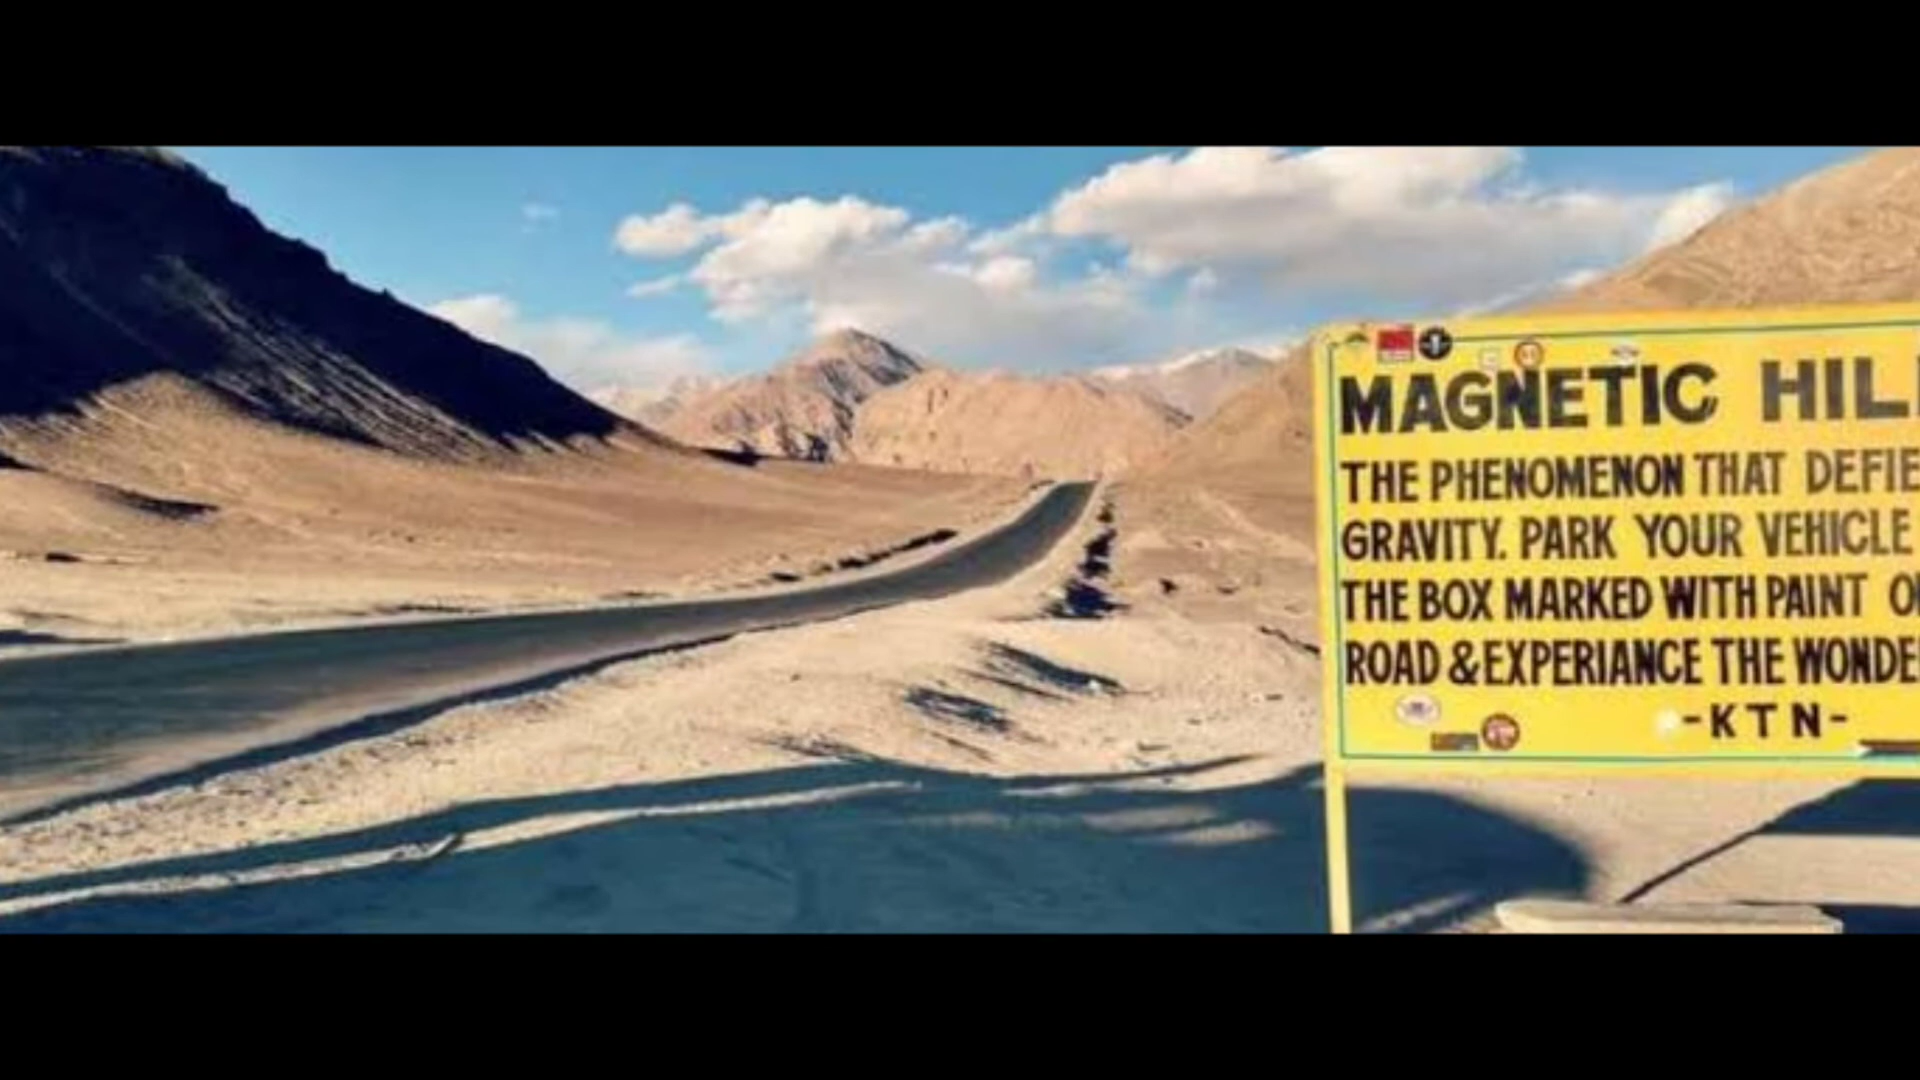 MAGNETIC HIL
THE PHENOMENON THAT DEFIE
GRAVITY. PARK YOUR VEHICLE
THE BOX MARKED WITH PAINT O
ROAD & EXPERIANCE THE WONDE
-KTN-